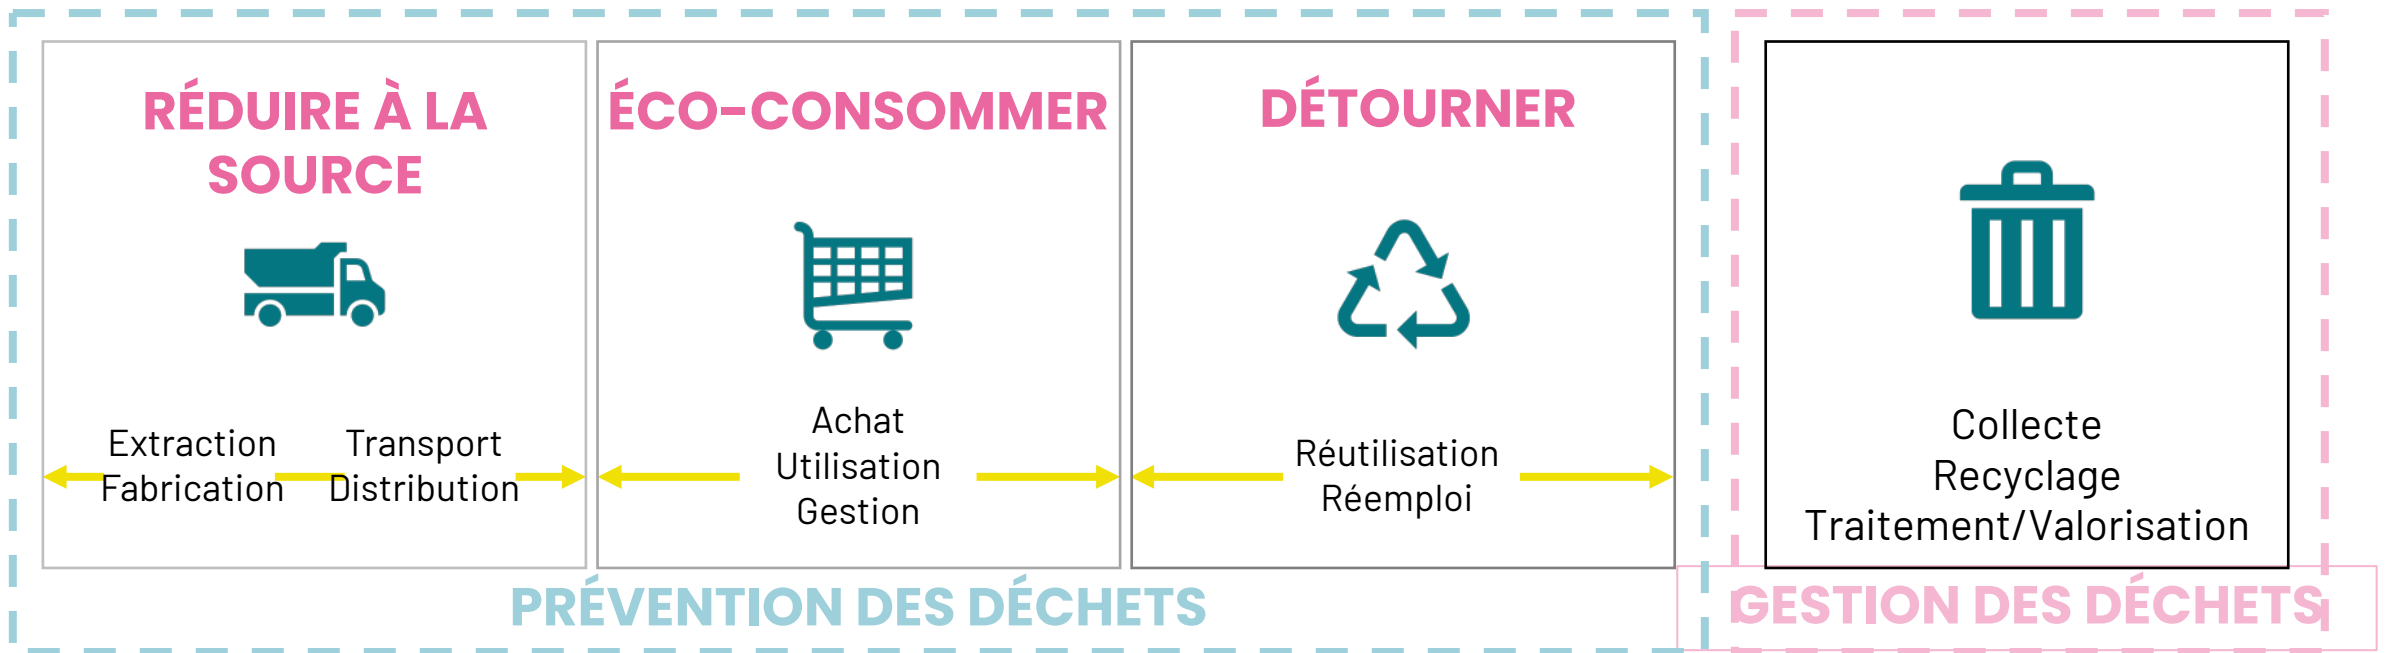 RÉDUIRE À LA
SOURCE
Extraction
Fabrication
Transport
Distribution
ÉCO-CONSOMMER
Achat
Utilisation
Gestion
DÉTOURNER
Réutilisation
Réemploi
PRÉVENTION DES DÉCHETS
Collecte
Recyclage
Traitement/Valorisation
GESTION DES DÉCHETS